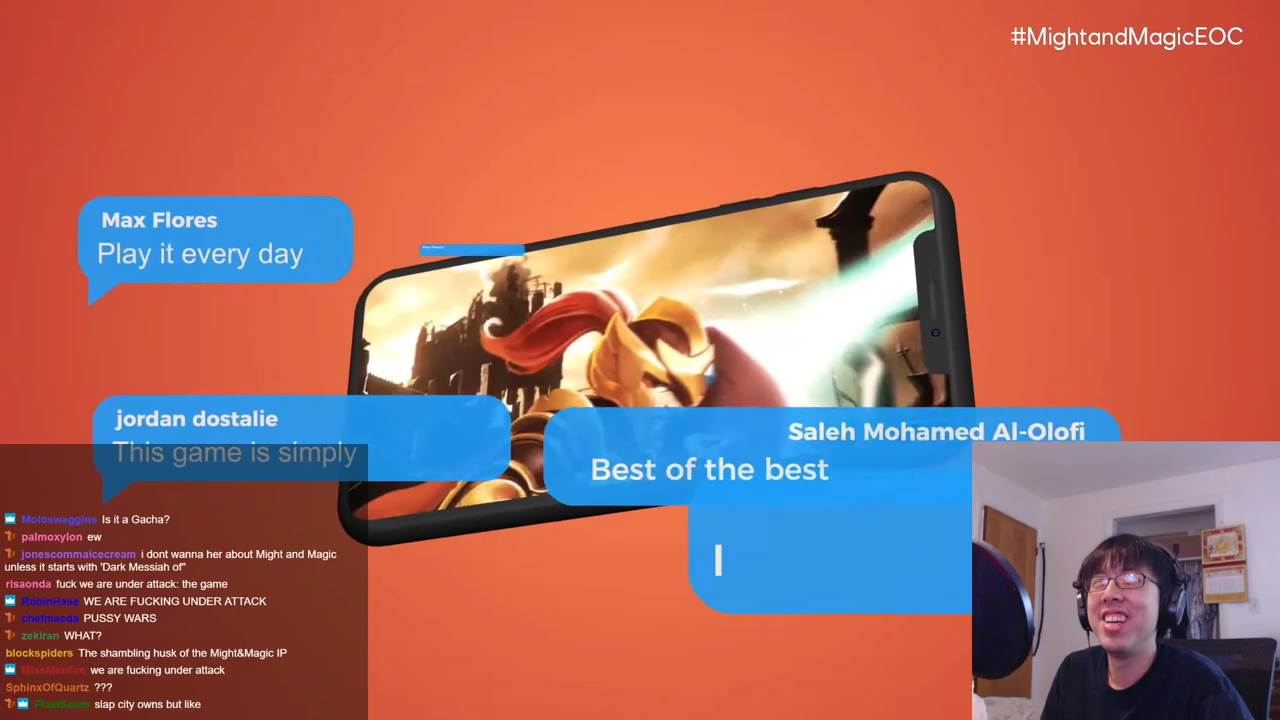 #MightandMagicEOC
Max Flores
Play it every day
jordan dostalie
This game is simply
Saleh Mohamed Al-Olofi
Best of the best
I
Moloswaggins Is it a Gacha?
palmoxylon ew
jonescommaicecream i dont wanna her about Might and Magic
unless it starts with 'Dark Messiah of"
risaonda fuck we are under attack: the game
RobinHase WE ARE FUCKING UNDER ATTACK
chefmaeda PUSSY WARS
zekiran WHAT?
blockspiders The shambling husk of the Might&Magic IP
MissMerifire we are fucking under attack
SphinxOfQuartz ???
PixelScum slap city owns but like